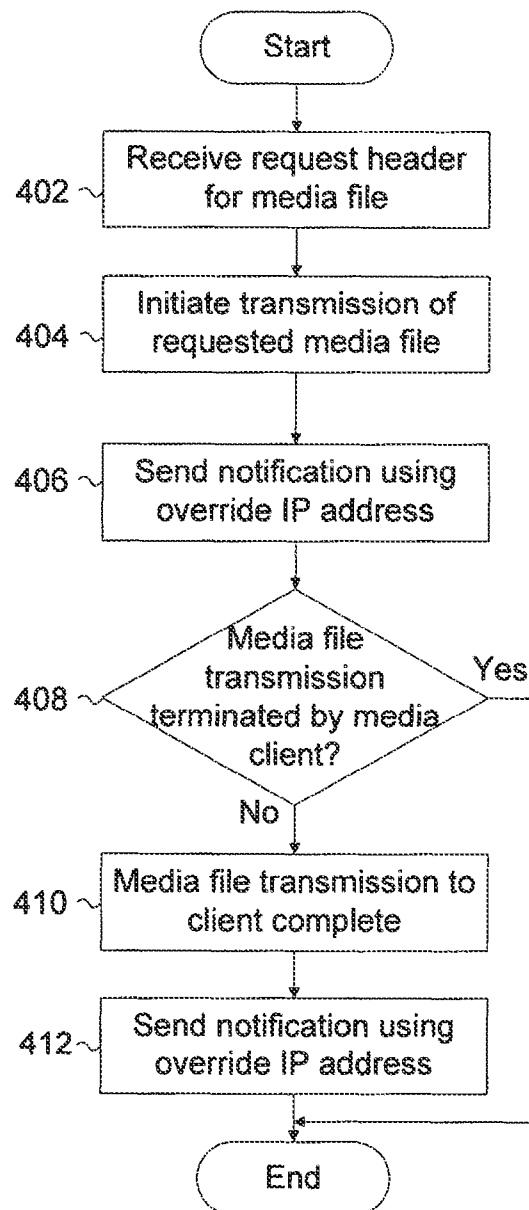 Start
Receive request header
for media file
402
Initiate transmission of
requested media file
404
Send notification using
override IP address
406
Media file
transmission
terminated by media
client?
408
Yes
No
Media file transmission to
client complete
410
Send notification using
override IP address
412
End